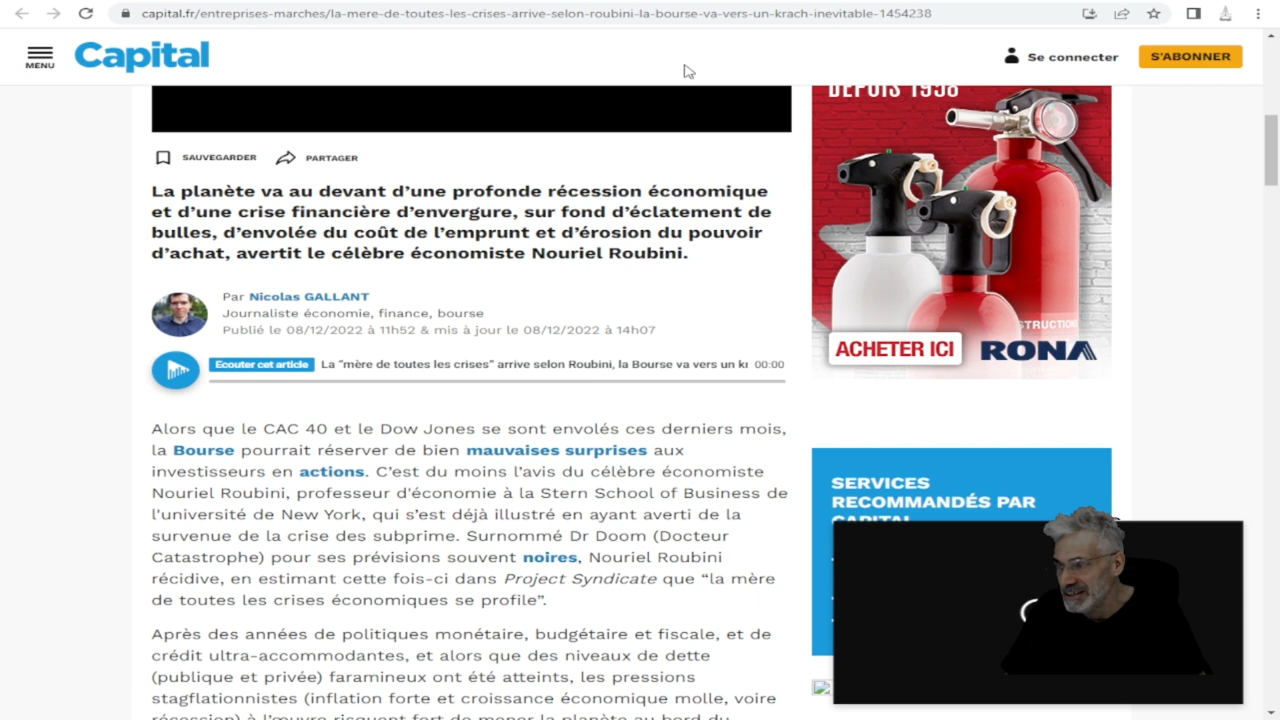 capital.fr/entreprises-marches/la-mere-de-toutes-les-crises-arrive-selon-roubini-la-bourse-va-vers-un-krach-inevitable-1454238
MENU
Capital
Se connecter
S'ABONNER
SAUVEGARDER
PARTAGER
La planète va au devant d'une profonde récession économique
et d'une crise financière d'envergure, sur fond d'éclatement de
bulles, d'envolée du de l'emprunt et d'érosion du pouvoir
d'achat, avertit le célèbre économiste Nouriel Roubini.
Par Nicolas GALLANT
Journaliste économie, finance, bourse
Publié le 08/12/2022 à 11h52 & mis à jour le 08/12/2022 à 14h07
Ecouter cet article
La "mère de toutes les crises" arrive selon Roubini, la Bourse va vers un
00:00
Alors que le CAC 40 et le Dow Jones se sont envolés ces derniers mois,
la Bourse pourrait réserver de bien mauvaises surprises aux
investisseurs en actions. C'est du moins l'avis du célèbre économiste
Nouriel Roubini, professeur d'économie à la Stern School of Business de
l'université de New York, qui s'est déjà illustré en ayant averti de la
survenue de la crise des subprime. Surnommé Dr Doom (Docteur
Catastrophe) pour ses prévisions souvent noires, Nouriel Roubini
récidive, en estimant cette fois-ci dans Project Syndicate que "la mère
de toutes les crises économiques se profile".
Après des années de politiques monétaire, budgétaire et fiscale, et de
crédit ultra-accommodantes, et alors que des niveaux de dette
(publique et privée) faramineux ont été atteints, les pressions
stagflationnistes (inflation forte et croissance économique molle, voire
récession) à l'œuvre risquent fort de mener la planète au bord du
DEPUIS 1958
ACHETER ICI
RONA
SERVICES
RECOMMANDÉS PAR
CAPITAL